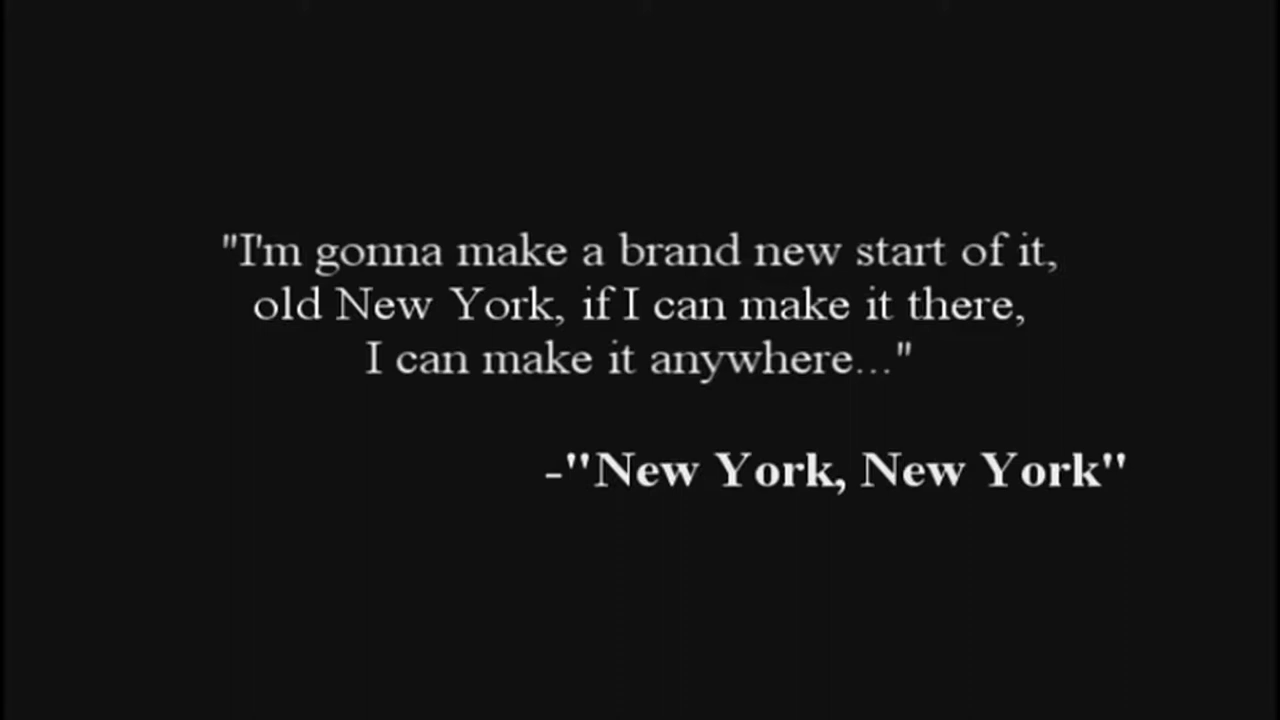 "I'm gonna make a brand new start of it,
old New York, if I can make it there,
I can make it anywhere..."
-"New York, New York"